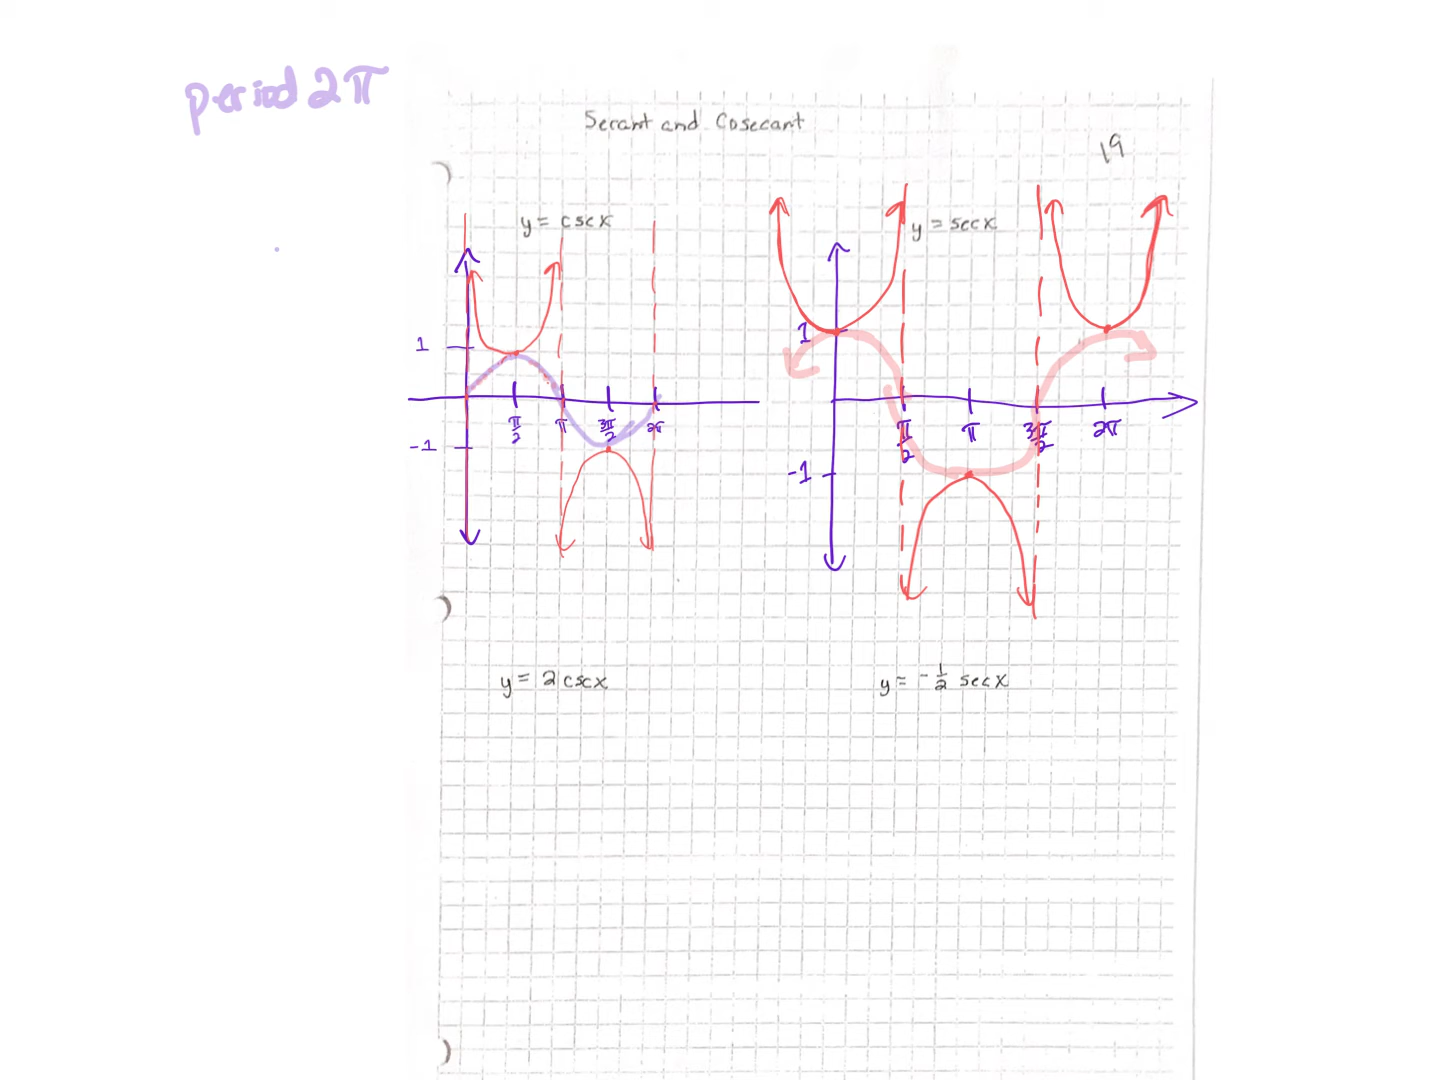 period 2π
Secant and Cosecant
19
y = csc x
y = sec x
1
-1
π/2
π
3π/2
2π
1
-1
π/2
π
3π/2
2π
y = 2 csc x
y = -1/2 sec x